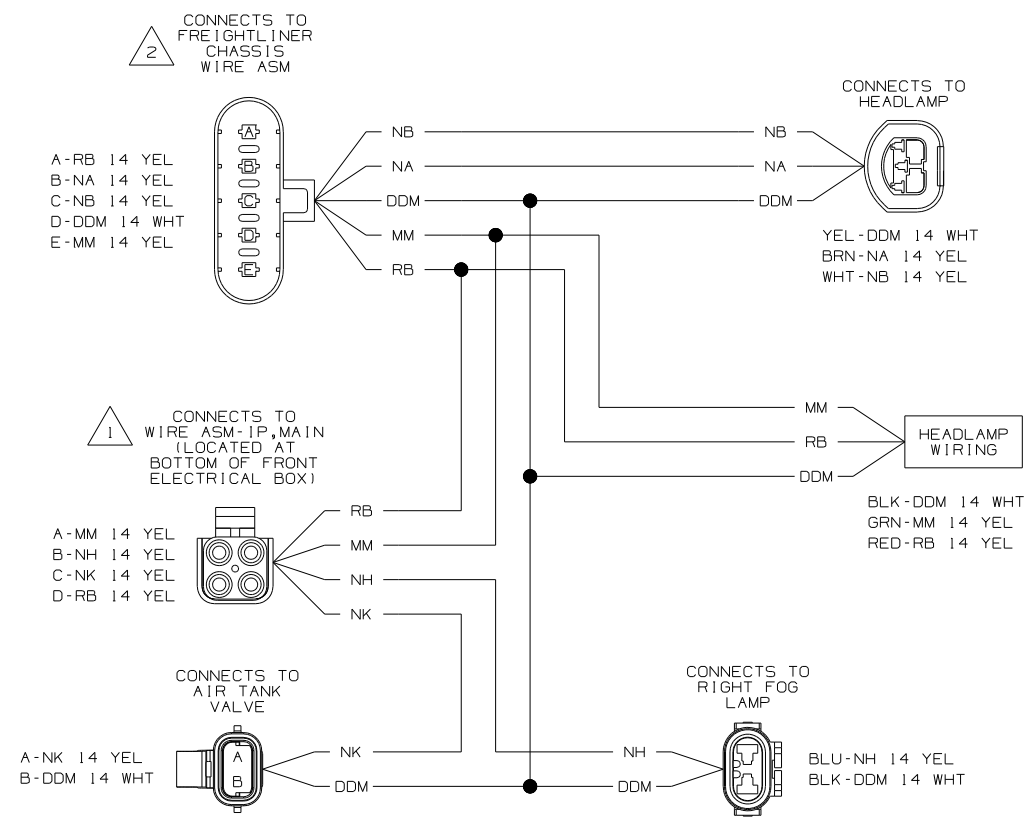 CONNECTS TO
FREIGHTLINER
CHASSIS
WIRE ASM
2
A-RB 14 YEL
B-NA 14 YEL
C-NB 14 YEL
D-DDM 14 WHT
E-MM 14 YEL
A
B
C
D
E
NB
NA
DDM
MM
RB
NB
NA
DDM
CONNECTS TO
HEADLAMP
YEL-DDM 14 WHT
BRN-NA 14 YEL
WHT-NB 14 YEL
1
CONNECTS TO
WIRE ASM-IP,MAIN
(LOCATED AT
BOTTOM OF FRONT
ELECTRICAL BOX)
A-MM 14 YEL
B-NH 14 YEL
C-NK 14 YEL
D-RB 14 YEL
RB
MM
NH
NK
MM
RB
DDM
HEADLAMP
WIRING
BLK-DDM 14 WHT
GRN-MM 14 YEL
RED-RB 14 YEL
CONNECTS TO
AIR TANK
VALVE
A-NK 14 YEL
B-DDM 14 WHT
A
B
NK
DDM
NH
DDM
CONNECTS TO
RIGHT FOG
LAMP
BLU-NH 14 YEL
BLK-DDM 14 WHT